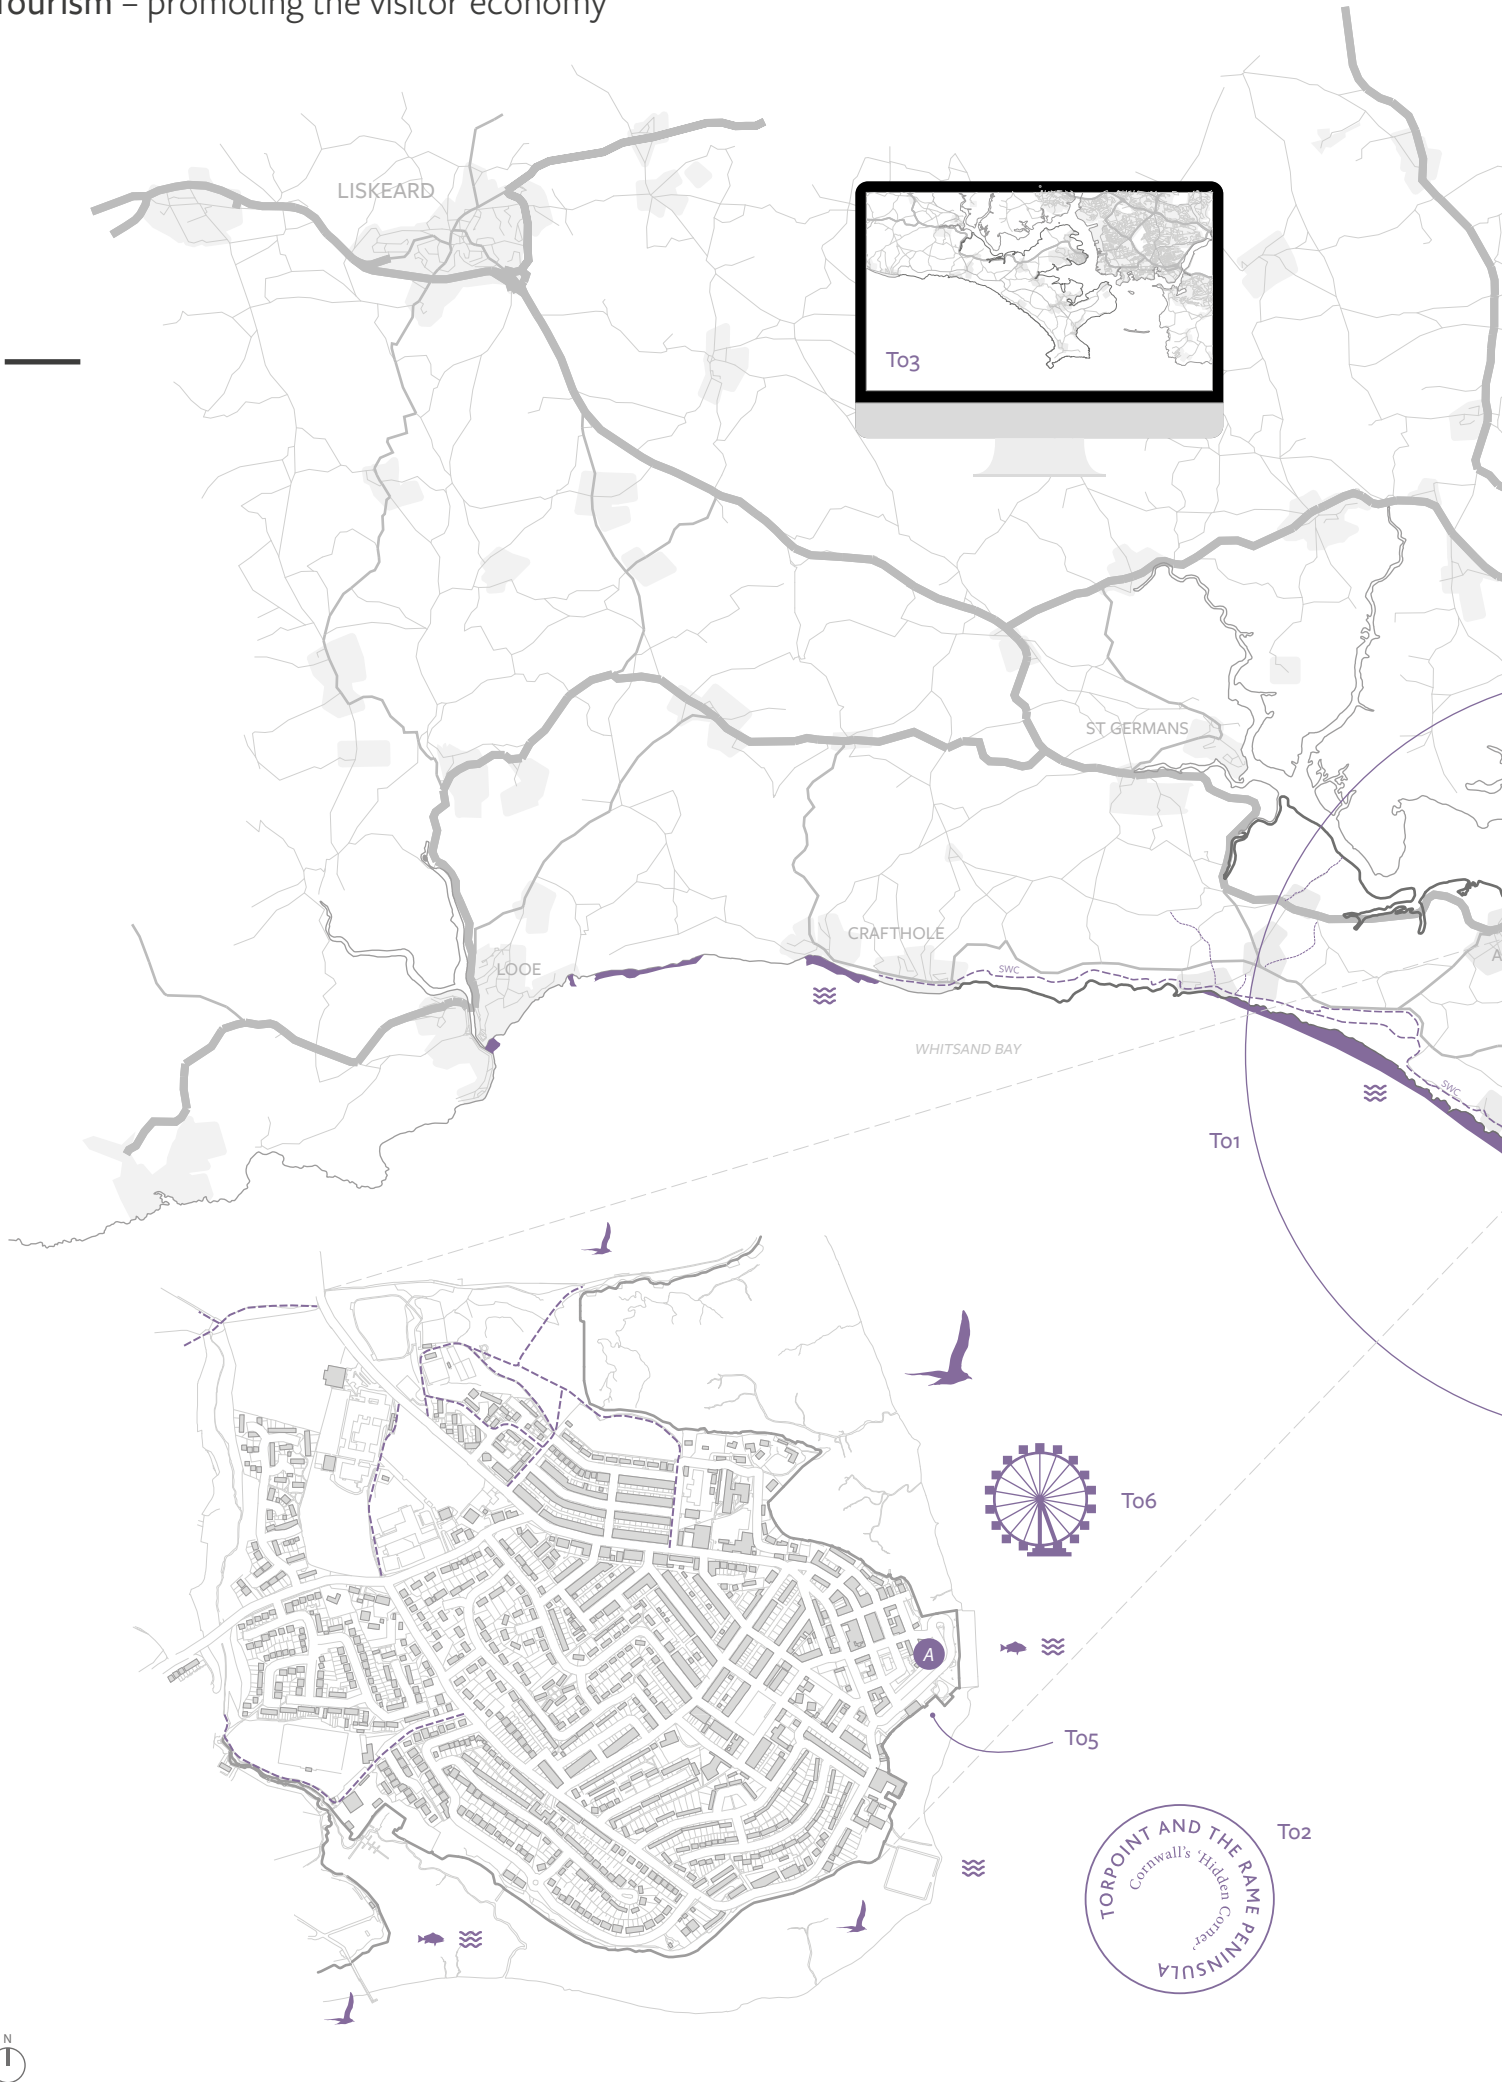 Tourism – promoting the visitor economy
LISKEARD
To3
ST GERMANS
CRAFTHOLE
LOOE
SWC
WHITSAND BAY
A
SWC
To1
To6
A
To5
To2
TORPOINT AND THE RAME PENINSULA
Cornwall's 'Hidden Corner'
N